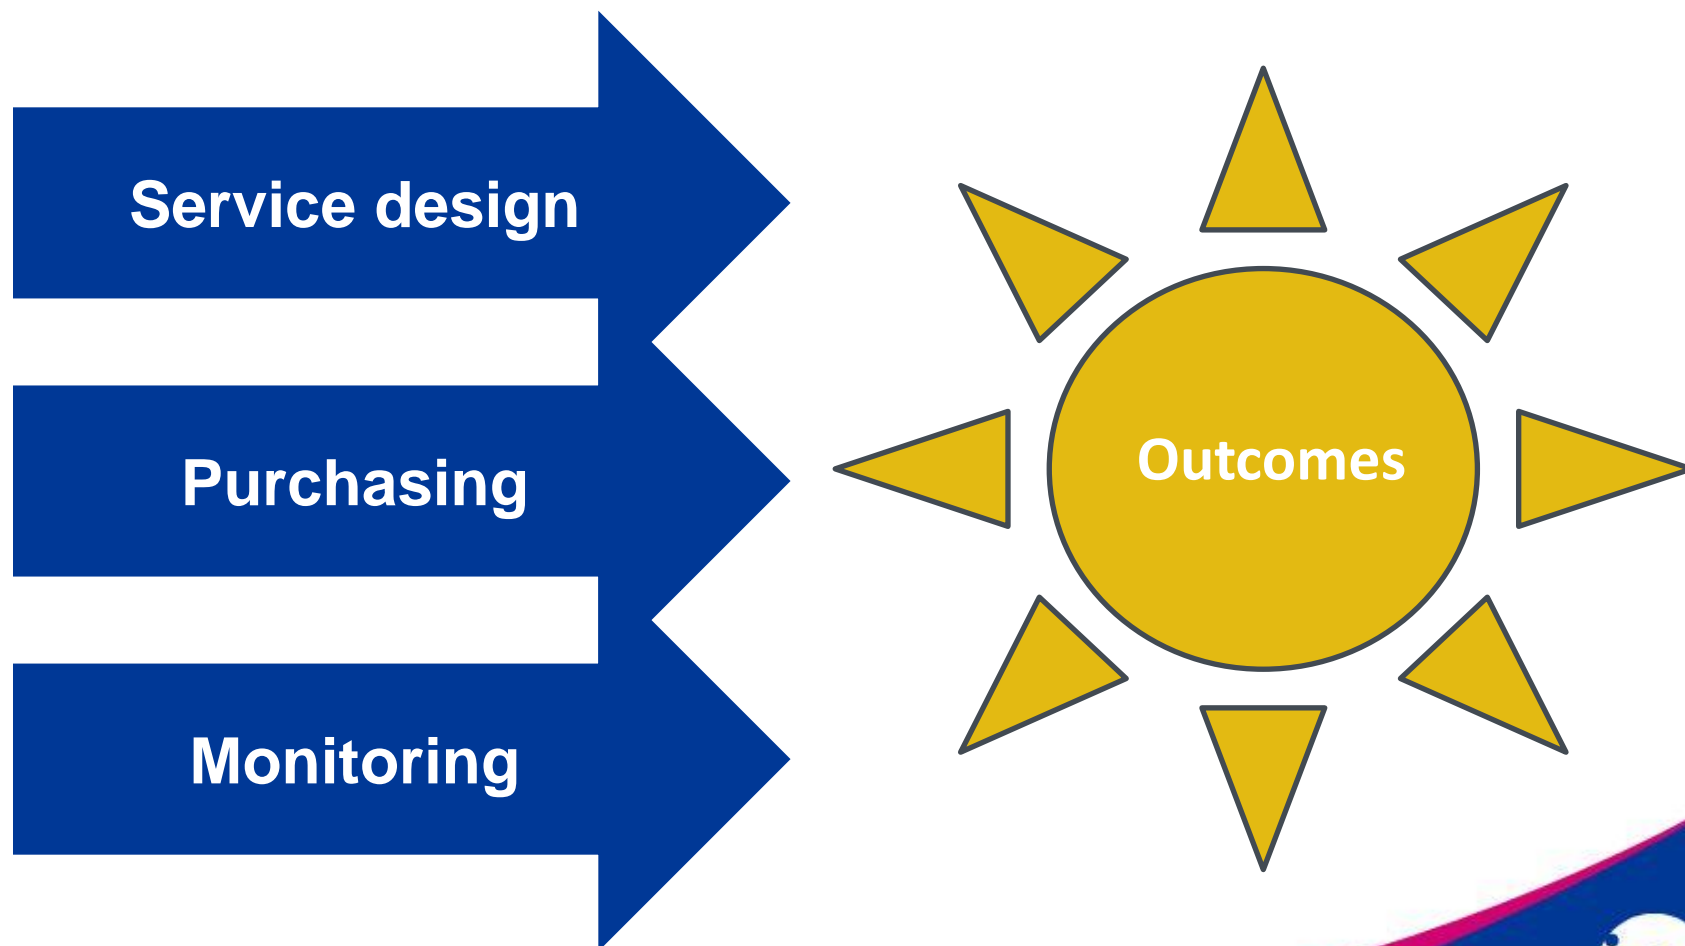 Service design
Purchasing
Outcomes
Monitoring